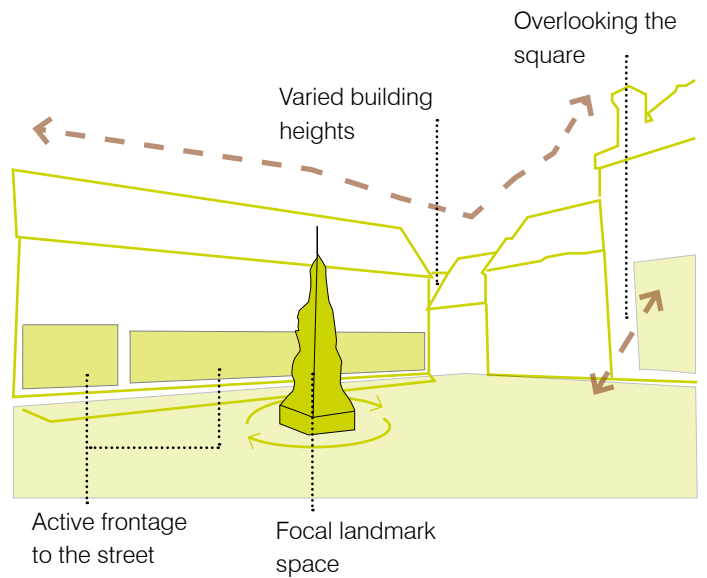 Overlooking the
square
Varied building
heights
Active frontage
to the street
Focal landmark
space